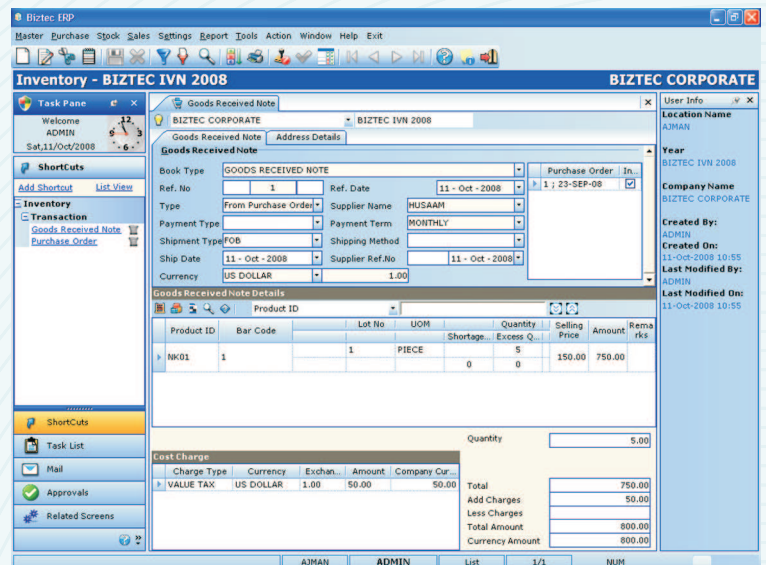 Biztec ERP
Master Purchase Stock Sales Settings Report Tools Action Window Help Exit
Inventory - BIZTEC IVN 2008 BIZTEC CORPORATE
Task Pane
Welcome
ADMIN
Sat,11/Oct/2008
12
3
6
9
ShortCuts
Add Shortcut List View
Inventory
Transaction
Goods Received Note
Purchase Order
ShortCuts
Task List
Mail
Approvals
Related Screens
Goods Received Note
BIZTEC CORPORATE BIZTEC IVN 2008
Goods Received Note Address Details
Goods Received Note
Book Type GOODS RECEIVED NOTE
Ref. No 1 Ref. Date 11 - Oct - 2008
Type From Purchase Order Supplier Name HUSAAM
Payment Type Payment Term MONTHLY
Shipment Type FOB Shipping Method
Ship Date 11 - Oct - 2008 Supplier Ref.No 11 - Oct - 2008
Currency US DOLLAR 1.00
Purchase Order In...
1 ; 23-SEP-08
Goods Received Note Details
Product ID
Product ID Bar Code Lot No UOM Quantity Selling Price Amount Remarks
Shortage... Excess Q...
NK01 1 1 PIECE 5 150.00 750.00
0 0
Quantity 5.00
Cost Charge
Charge Type Currency Exchan... Amount Company Cur...
VALUE TAX US DOLLAR 1.00 50.00 50.00
Total 750.00
Add Charges 50.00
Less Charges
Total Amount 800.00
Currency Amount 800.00
User Info
Location Name
AJMAN
Year
BIZTEC IVN 2008
Company Name
BIZTEC CORPORATE
Created By:
ADMIN
Created On:
11-Oct-2008 10:55
Last Modified By:
ADMIN
Last Modified On:
11-Oct-2008 10:55
AJMAN ADMIN List 1/1 NUM